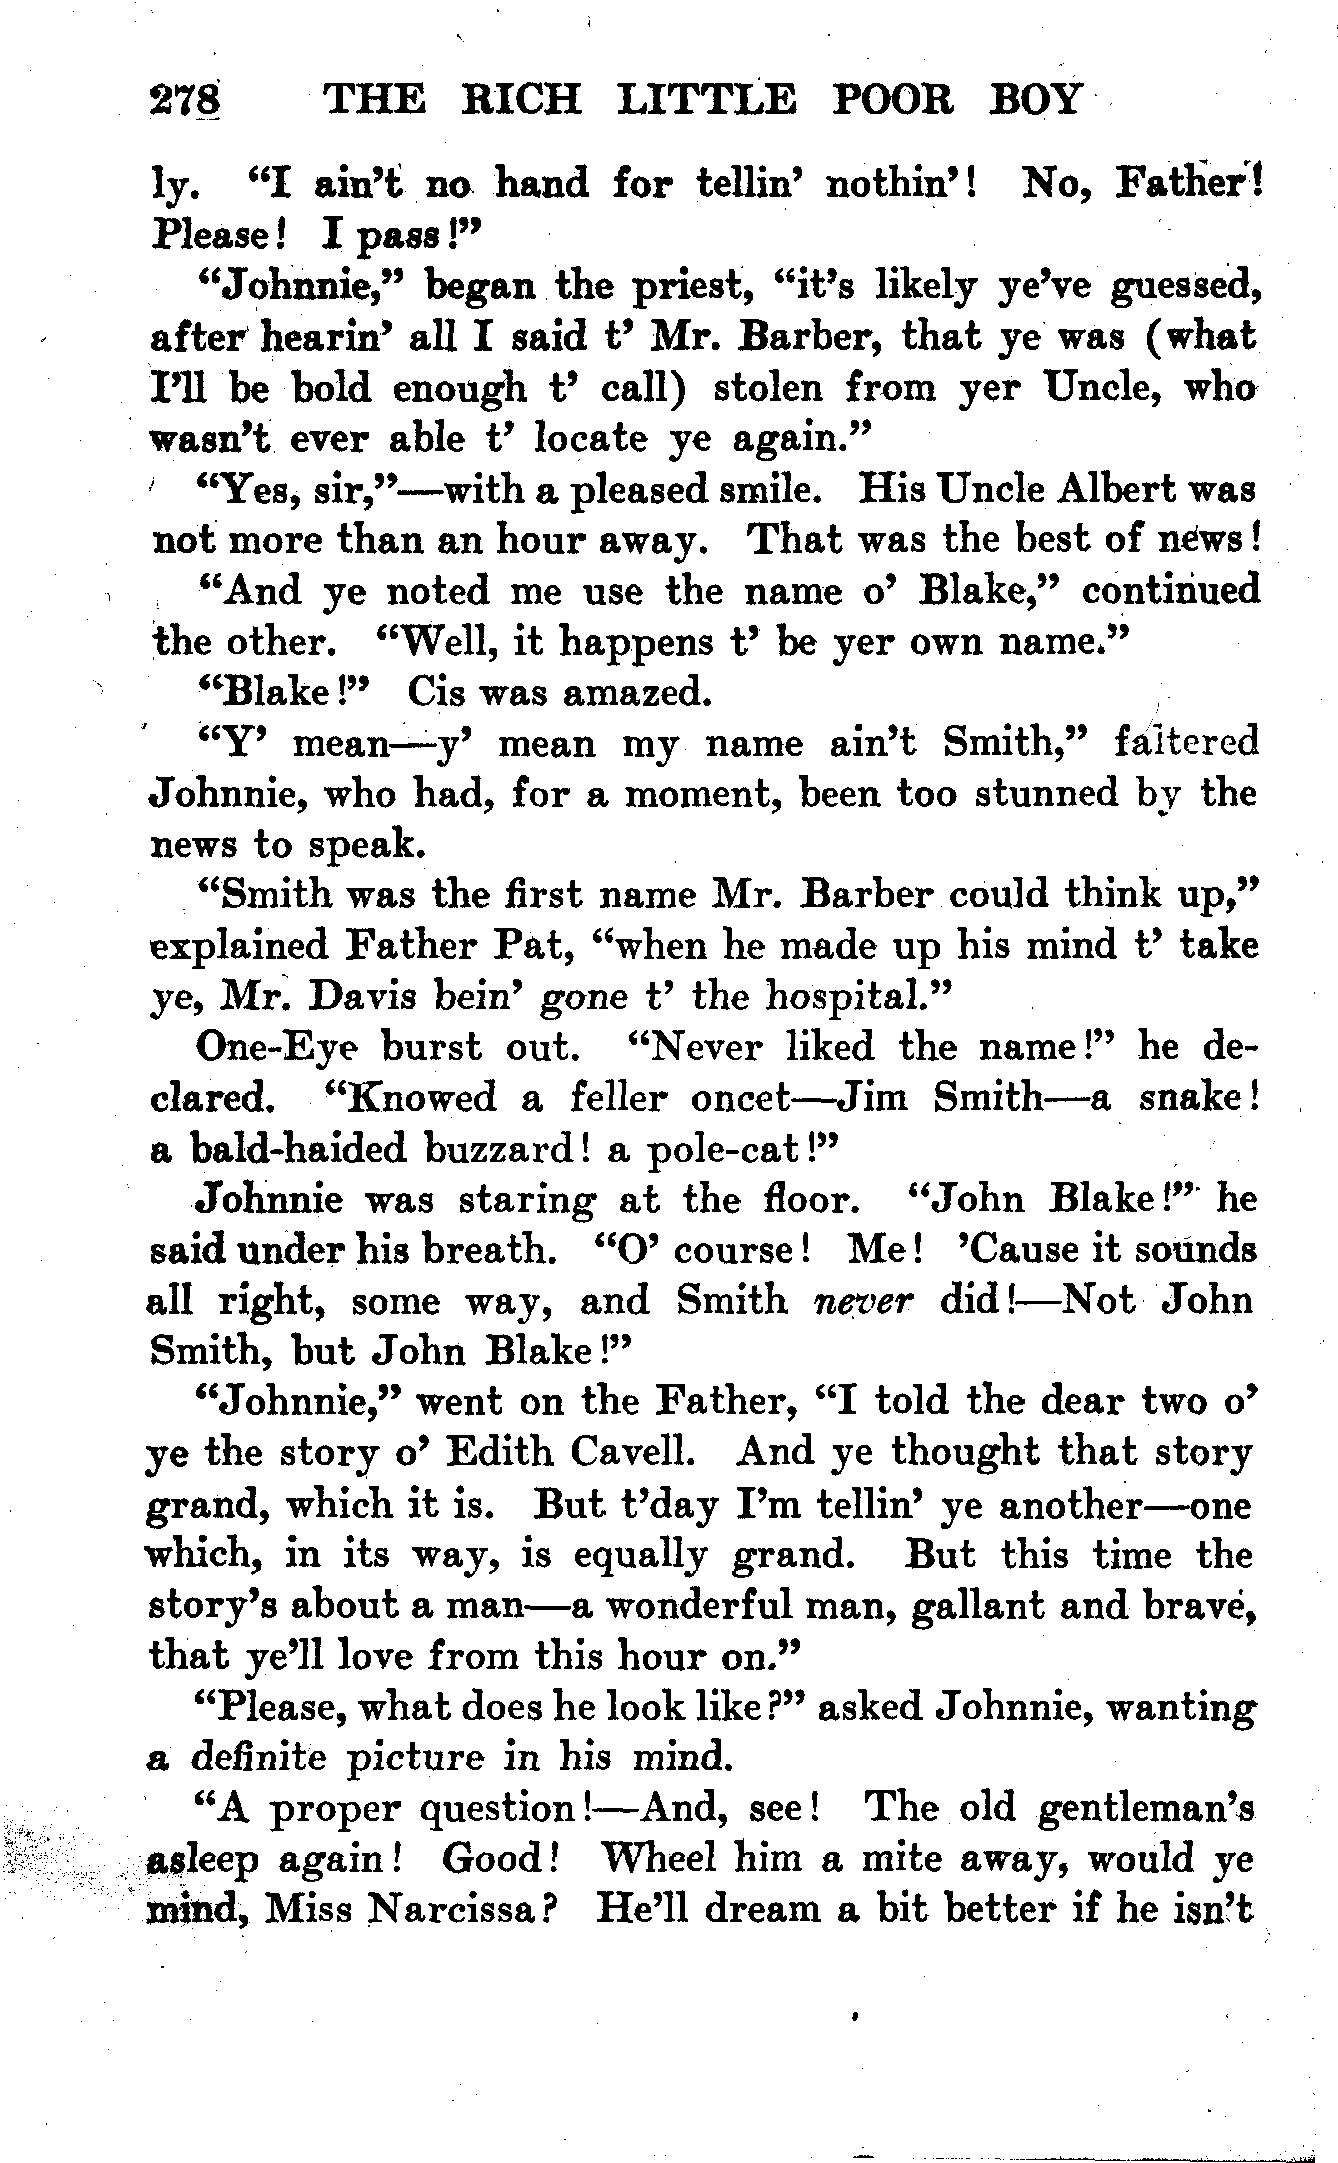 278 THE RICH LITTLE POOR BOY
ly. “I ain’t no hand for tellin’ nothin’! No, Father!
Please! I pass!”
“Johnnie,” began the priest, “it’s likely ye’ve guessed,
after hearin’ all I said t’ Mr. Barber, that ye was (what
I’ll be bold enough t’ call) stolen from yer Uncle, who
wasn’t ever able t’ locate ye again.”
“Yes, sir,”—with a pleased smile. His Uncle Albert was
not more than an hour away. That was the best of news!
“And ye noted me use the name o’ Blake,” continued
the other. “Well, it happens t’ be yer own name.”
“Blake!” Cis was amazed.
“Y’ mean—y’ mean my name ain’t Smith,” faltered
Johnnie, who had, for a moment, been too stunned by the
news to speak.
“Smith was the first name Mr. Barber could think up,”
explained Father Pat, “when he made up his mind t’ take
ye, Mr. Davis bein’ gone t’ the hospital.”
One-Eye burst out. “Never liked the name!” he de-
clared. “Knowed a feller oncet—Jim Smith—a snake!
a bald-haided buzzard! a pole-cat!”
Johnnie was staring at the floor. “John Blake!” he
said under his breath. “O’ course! Me! ’Cause it sounds
all right, some way, and Smith never did!—Not John
Smith, but John Blake!”
“Johnnie,” went on the Father, “I told the dear two o’
ye the story o’ Edith Cavell. And ye thought that story
grand, which it is. But t’day I’m tellin’ ye another—one
which, in its way, is equally grand. But this time the
story’s about a man—a wonderful man, gallant and brave,
that ye’ll love from this hour on.”
“Please, what does he look like?” asked Johnnie, wanting
a definite picture in his mind.
“A proper question!—And, see! The old gentleman’s
asleep again! Good! Wheel him a mite away, would ye
mind, Miss Narcissa? He’ll dream a bit better if he isn’t